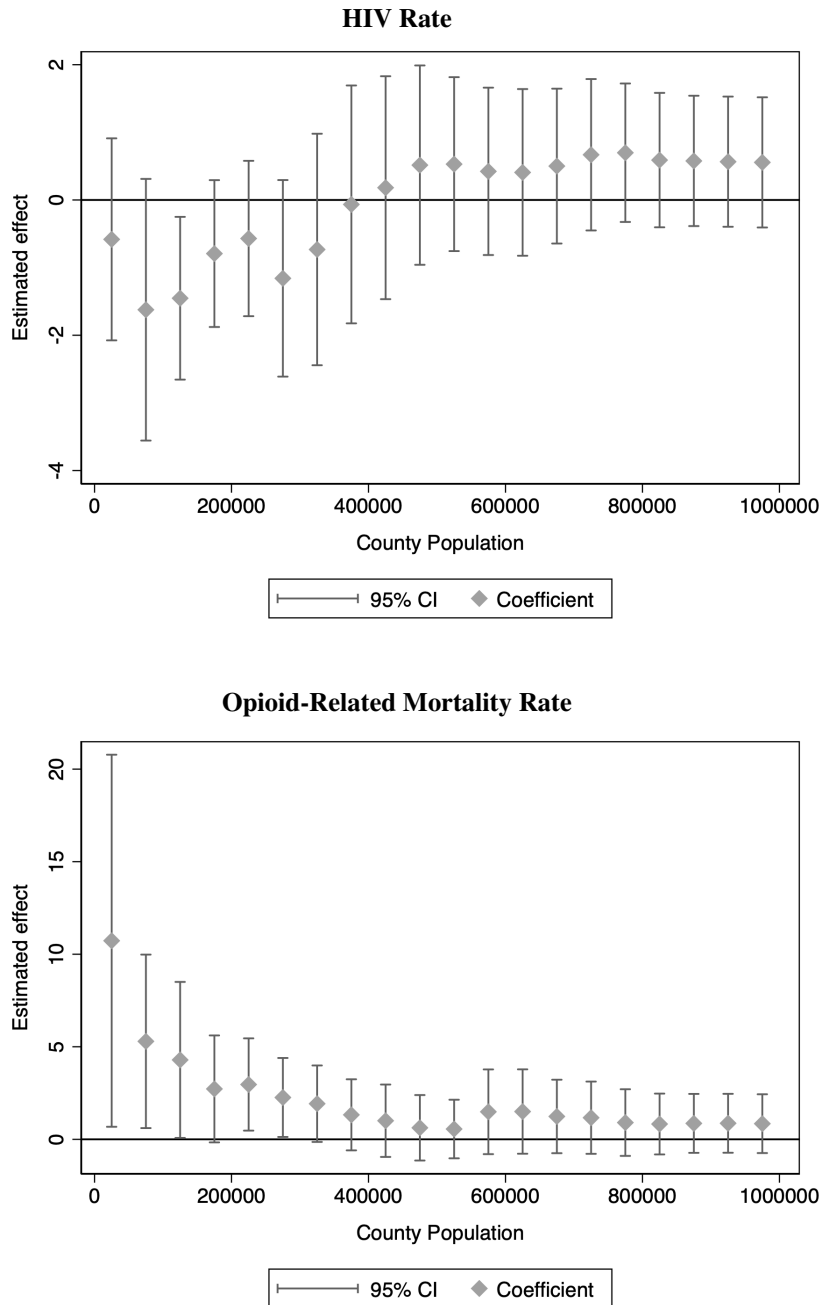 HIV Rate
2
0
-2
-4
Estimated effect
0 200000 400000 600000 800000 1000000
County Population
95% CI Coefficient
Opioid-Related Mortality Rate
20
15
10
5
0
Estimated effect
0 200000 400000 600000 800000 1000000
County Population
95% CI Coefficient